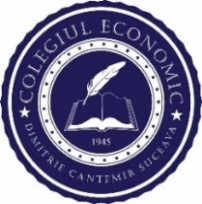 COLEGIUL ECONOMIC
1945
DIMITRIE CANTEMIR SUCEAVA